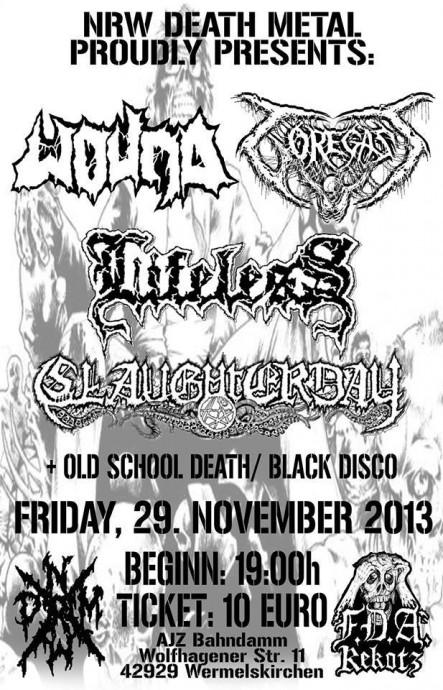 NRW DEATH METAL
PROUDLY PRESENTS:
WOUND
GOREGAST
Lifeless
SLAUGHTERDAY
+ OLD SCHOOL DEATH/ BLACK DISCO
FRIDAY, 29. NOVEMBER 2013
BEGINN: 19:00h
TICKET: 10 EURO
AJZ Bahndamm
Wolfhagener Str. 11
42929 Wermelskirchen
F.D.A.
Rekotz